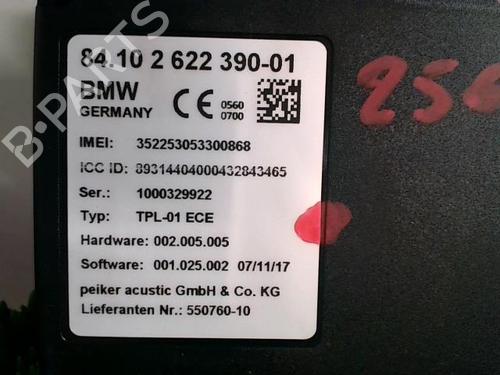 84.10 2 622 390-01
BMW
GERMANY
CE 0560
0700
IMEI: 352253053300868
ICC ID: 89314404000432843465
Ser.: 1000329922
Typ: TPL-01 ECE
Hardware: 002.005.005
Software: 001.025.002 07/11/17
peiker acustic GmbH & Co. KG
Lieferanten Nr.: 550760-10
B-PARTS